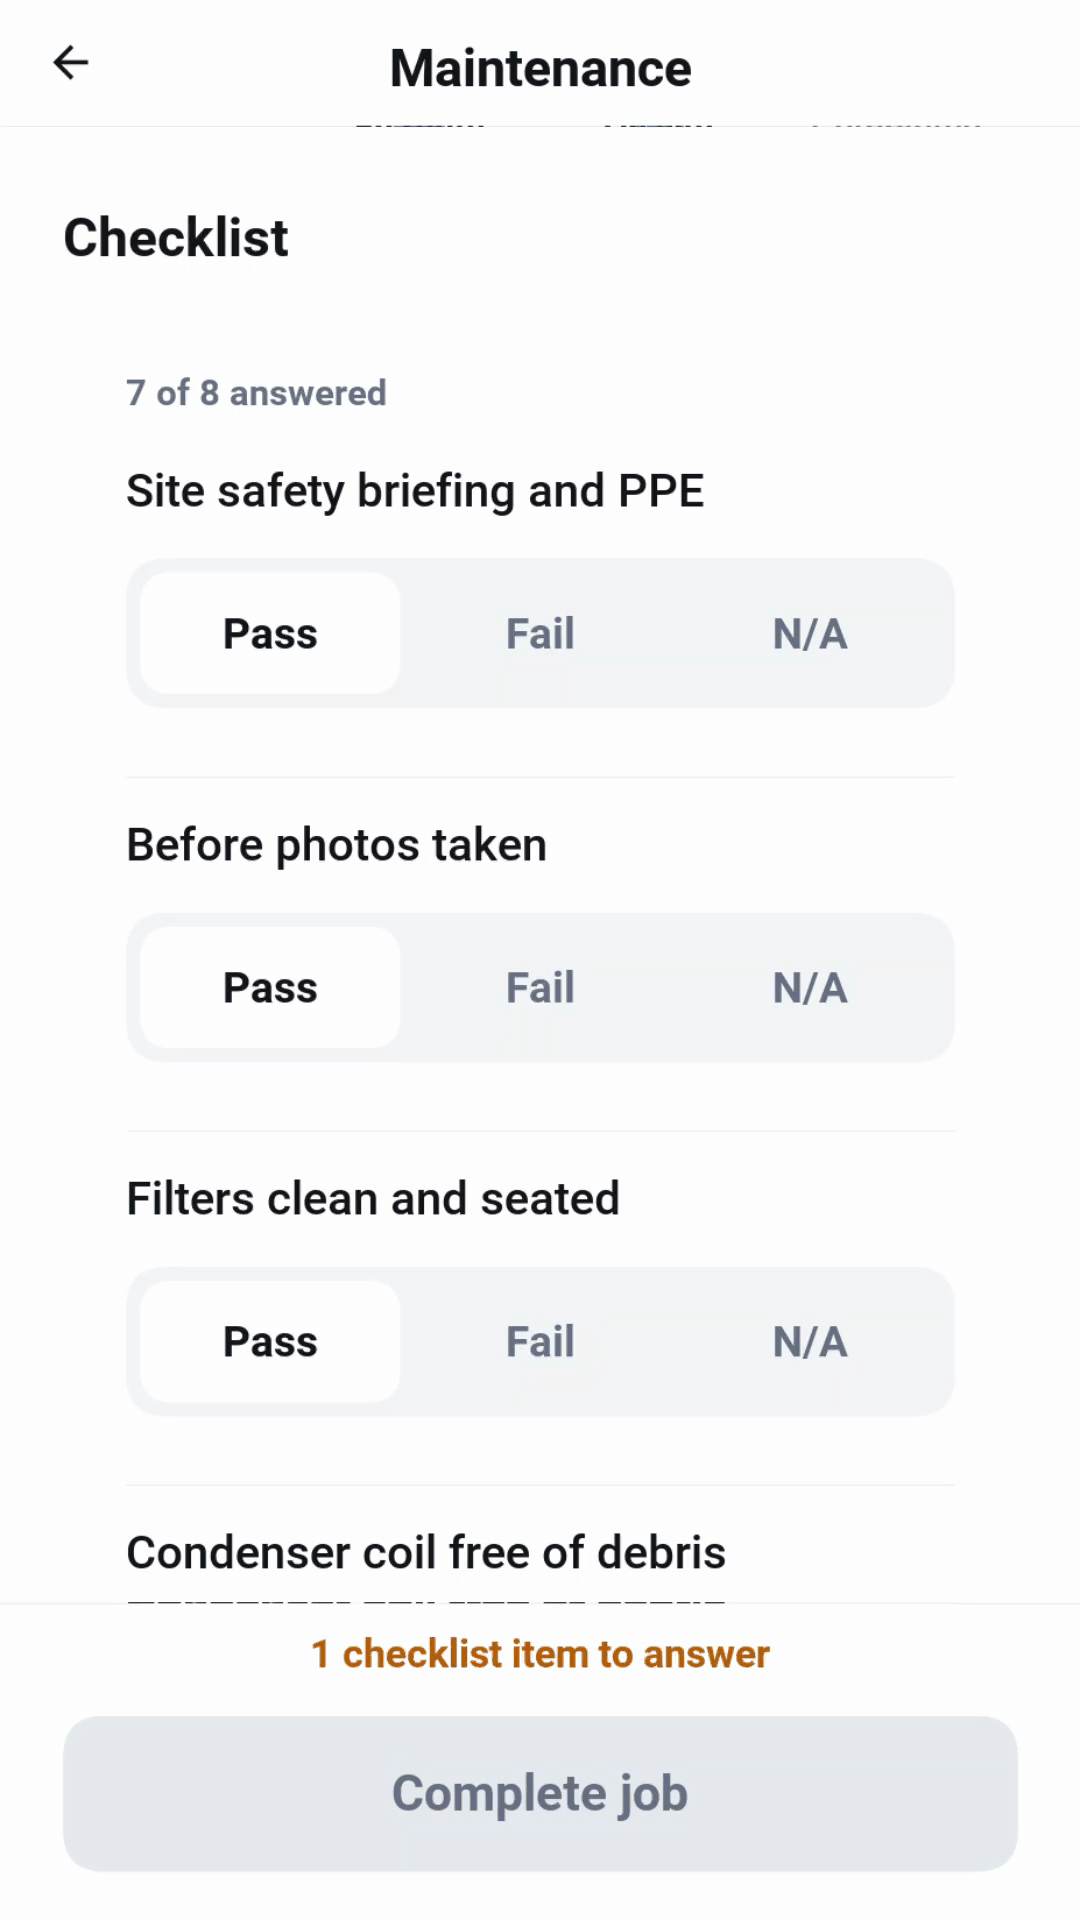 Maintenance
Checklist
7 of 8 answered
Site safety briefing and PPE
Pass Fail N/A
Before photos taken
Pass Fail N/A
Filters clean and seated
Pass Fail N/A
Condenser coil free of debris
1 checklist item to answer
Complete job